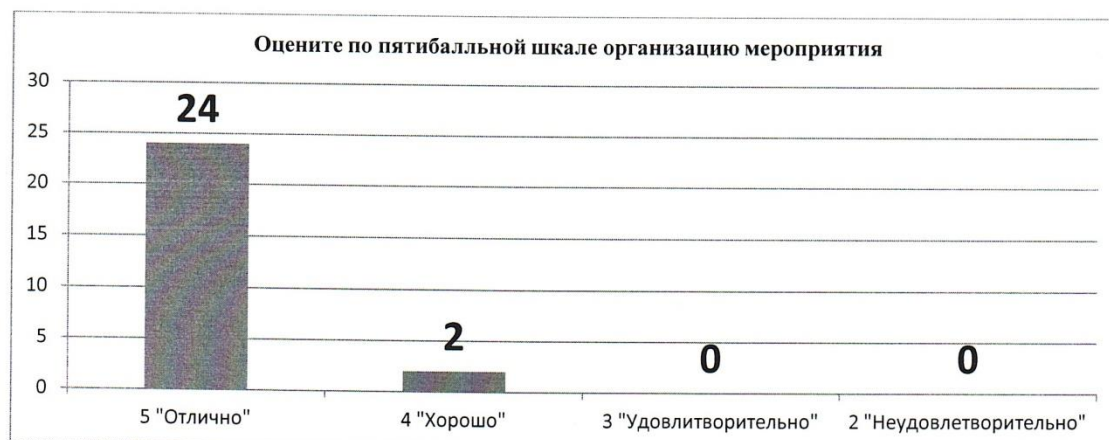 Оцените по пятибалльной шкале организацию мероприятия
30
25
20
15
10
5
0
24
2
0
0
5 "Отлично"
4 "Хорошо"
3 "Удовлитворительно"
2 "Неудовлетворительно"